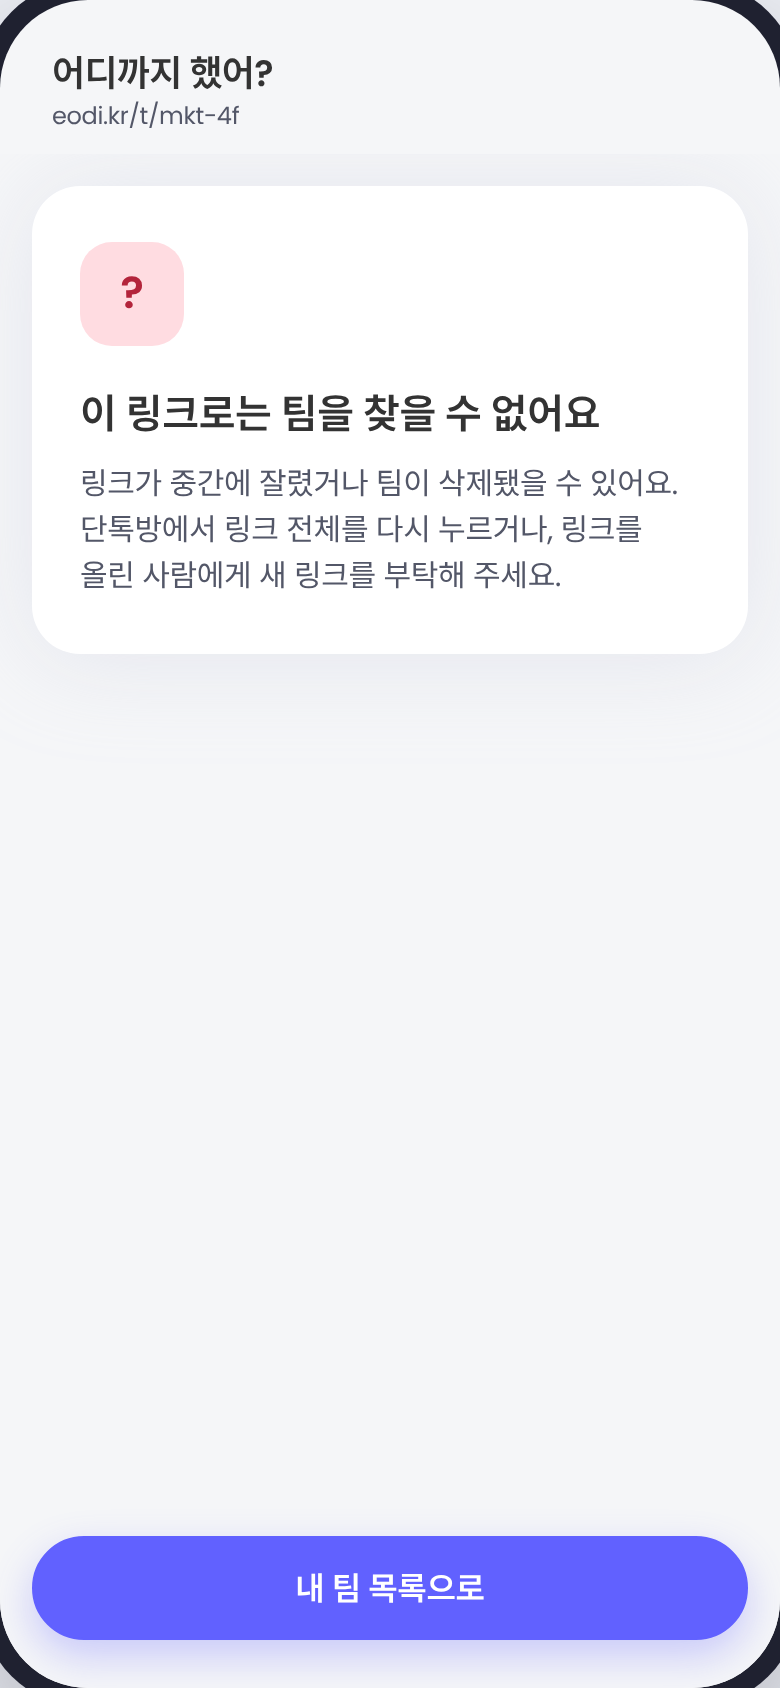 어디까지 했어?
eodi.kr/t/mkt-4f
?
이 링크로는 팀을 찾을 수 없어요
링크가 중간에 잘렸거나 팀이 삭제됐을 수 있어요.
단톡방에서 링크 전체를 다시 누르거나, 링크를
올린 사람에게 새 링크를 부탁해 주세요.
내 팀 목록으로